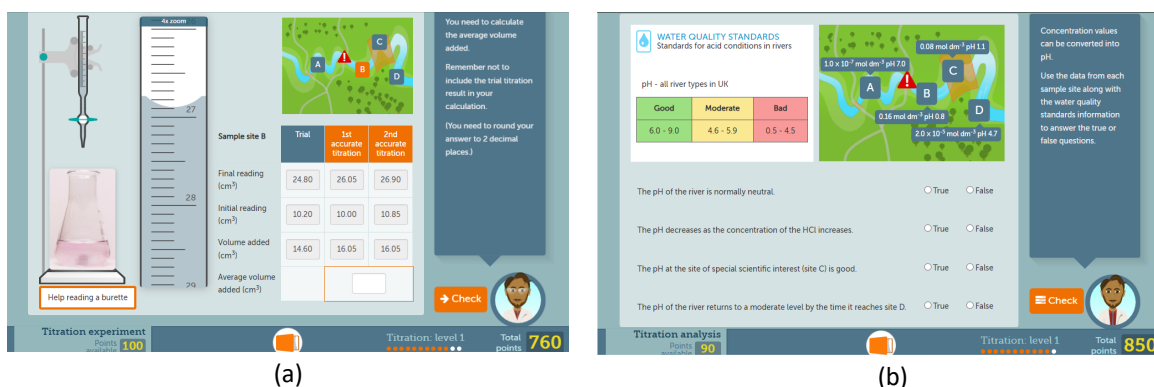 4x zoom
27
28
29
Help reading a burette
A
B
C
D
Sample site B
Trial
1st accurate titration
2nd accurate titration
Final reading (cm³)
24.80
26.05
26.90
Initial reading (cm³)
10.20
10.00
10.85
Volume added (cm³)
14.60
16.05
16.05
Average volume added (cm³)
You need to calculate
the average volume
added.
Remember not to
include the trial titration
result in your
calculation.
(You need to round your
answer to 2 decimal
places.)
Check
Titration experiment
Points available 100
Titration: level 1
Total points 760
(a)
WATER QUALITY STANDARDS
Standards for acid conditions in rivers
pH - all river types in UK
Good
Moderate
Bad
6.0 - 9.0
4.6 - 5.9
0.5 - 4.5
0.08 mol dm⁻³ pH 1.1
1.0 x 10⁻⁷ mol dm⁻³ pH 7.0
C
A
B
D
0.16 mol dm⁻³ pH 0.8
2.0 x 10⁻⁵ mol dm⁻³ pH 4.7
The pH of the river is normally neutral.
True
False
The pH decreases as the concentration of the HCl increases.
True
False
The pH at the site of special scientific interest (site C) is good.
True
False
The pH of the river returns to a moderate level by the time it reaches site D.
True
False
Concentration values
can be converted into
pH.
Use the data from each
sample site along with
the water quality
standards information
to answer the true or
false questions.
Check
Titration analysis
Points available 90
Titration: level 1
Total points 850
(b)